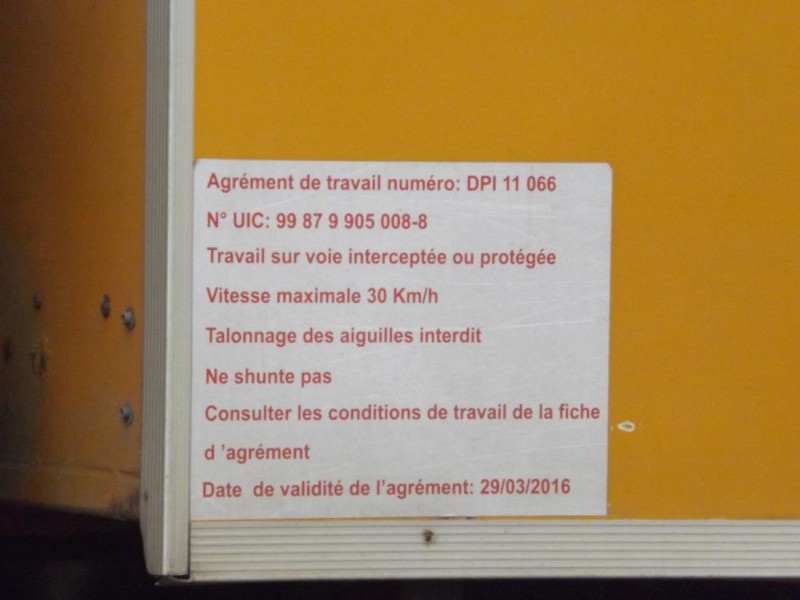 Agrément de travail numéro: DPI 11 066
N° UIC: 99 87 9 905 008-8
Travail sur voie interceptée ou protégée
Vitesse maximale 30 Km/h
Talonnage des aiguilles interdit
Ne shunte pas
Consulter les conditions de travail de la fiche
d 'agrément
Date de validité de l'agrément: 29/03/2016